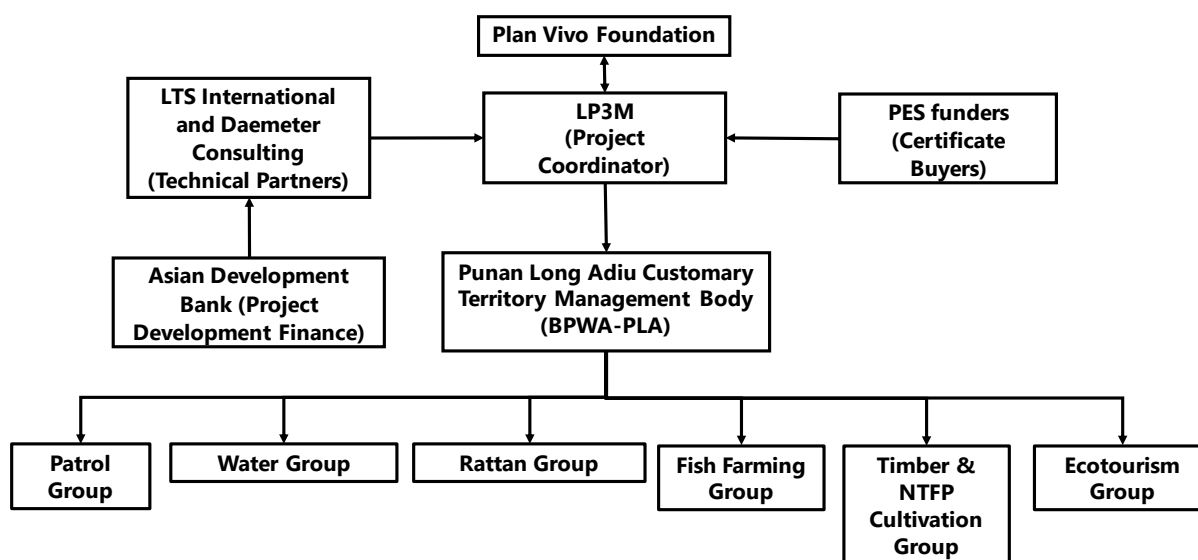 Plan Vivo Foundation
LTS International
and Daemeter
Consulting
(Technical Partners)
LP3M
(Project
Coordinator)
PES funders
(Certificate
Buyers)
Asian Development
Bank (Project
Development Finance)
Punan Long Adiu Customary
Territory Management Body
(BPWA-PLA)
Patrol
Group
Water Group
Rattan Group
Fish Farming
Group
Timber &
NTFP
Cultivation
Group
Ecotourism
Group